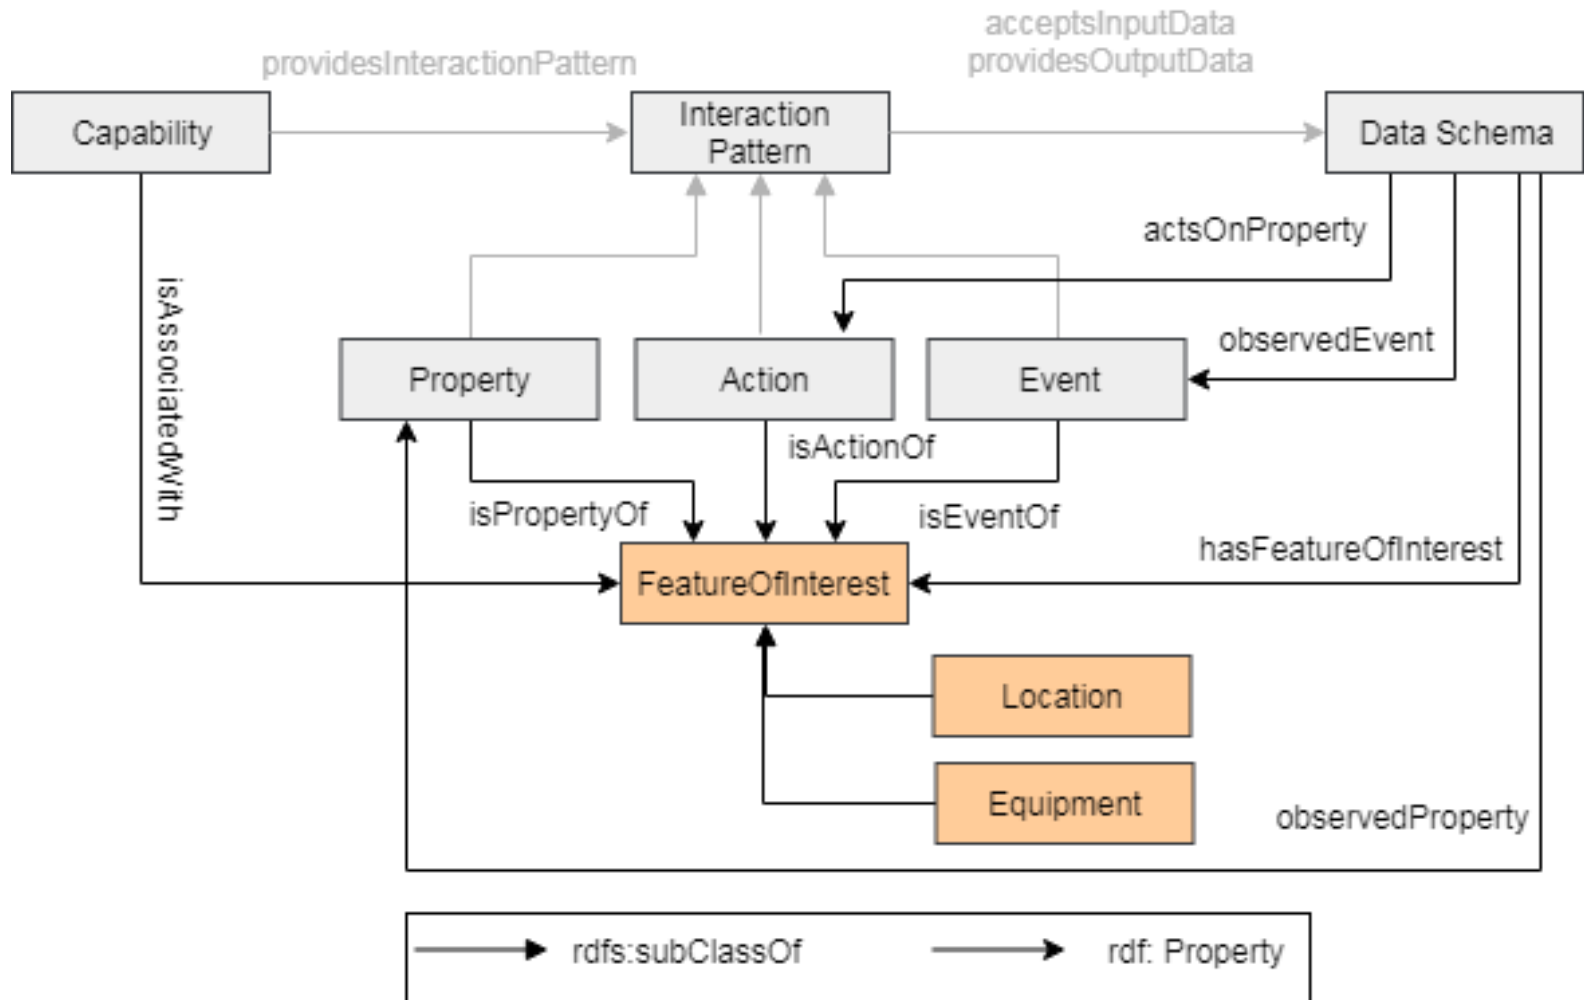 acceptsInputData
providesInteractionPattern
providesOutputData
Capability
Interaction
Pattern
Data Schema
actsOnProperty
isAssociatedWith
observedEvent
Property
Action
Event
isActionOf
isPropertyOf
isEventOf
hasFeatureOfInterest
FeatureOfInterest
Location
Equipment
observedProperty
rdfs:subClassOf
rdf: Property